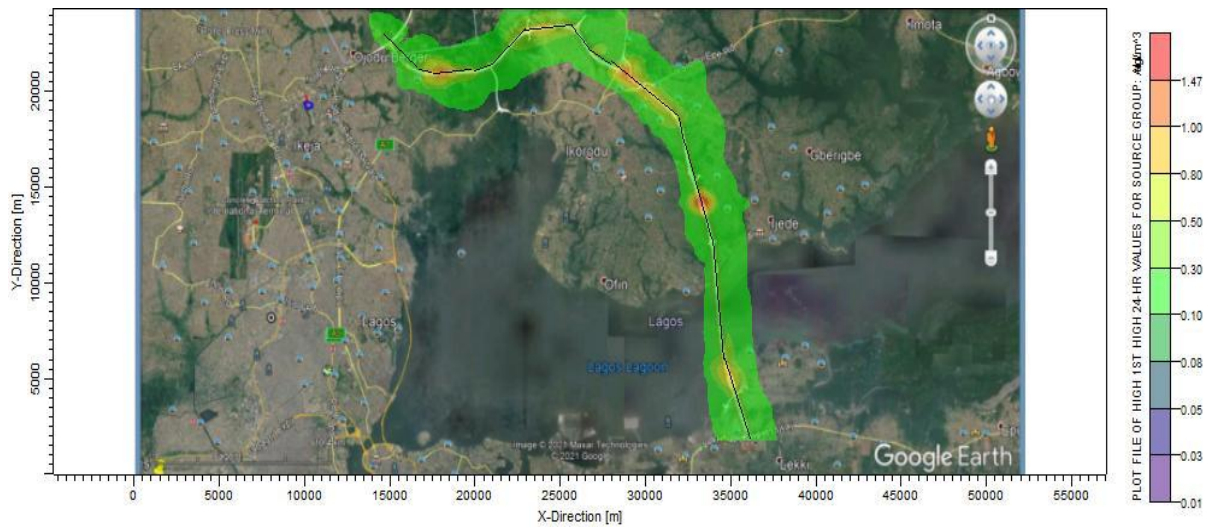 Imota
Ojodu Berger
Ikeja
Ikorodu
Gberigbe
Ijede
Ofin
Lagos
Lagos
Lagos Lagoon
Image © 2021 Maxar Technologies
© 2021 Google
Lekki
Google Earth
Y-Direction [m]
20000
15000
10000
5000
0
5000
10000
15000
20000
25000
30000
35000
40000
45000
50000
55000
X-Direction [m]
PLOT FILE OF HIGH 1ST HIGH 24-HR VALUES FOR SOURCE GROUP:
1.47
1.00
0.80
0.50
0.30
0.10
0.08
0.05
0.03
0.01